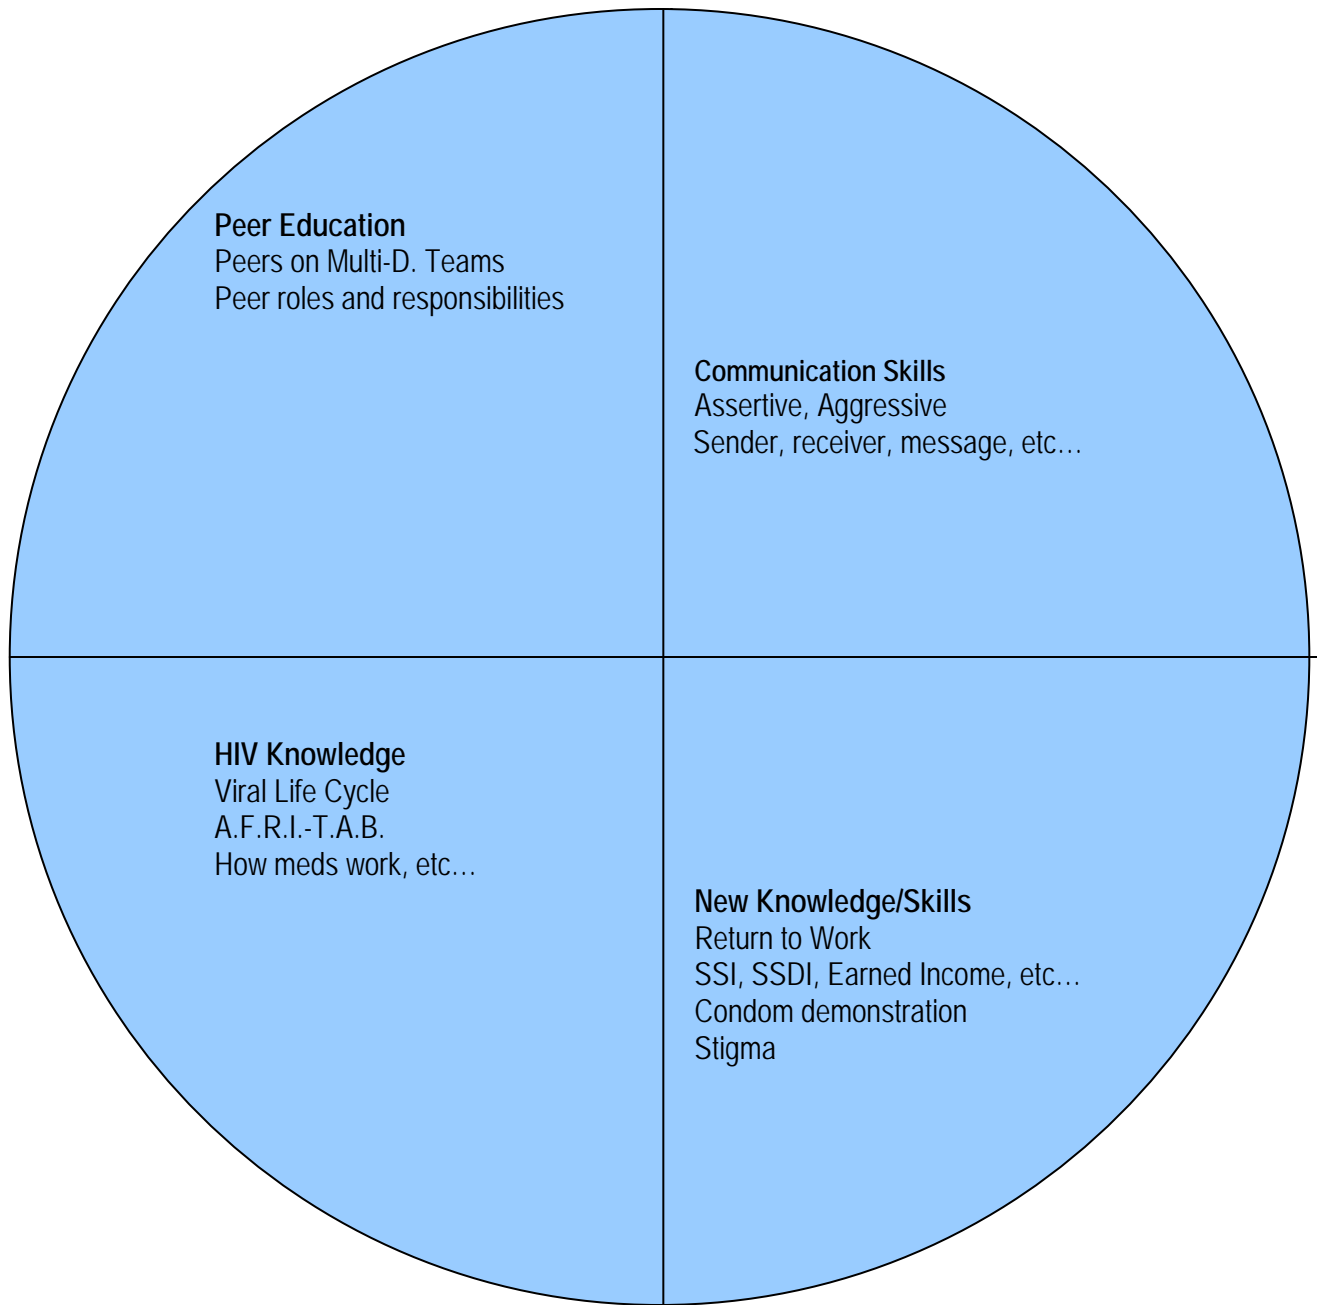 Peer Education
Peers on Multi-D. Teams
Peer roles and responsibilities
Communication Skills
Assertive, Aggressive
Sender, receiver, message, etc…
HIV Knowledge
Viral Life Cycle
A.F.R.I.-T.A.B.
How meds work, etc…
New Knowledge/Skills
Return to Work
SSI, SSDI, Earned Income, etc…
Condom demonstration
Stigma